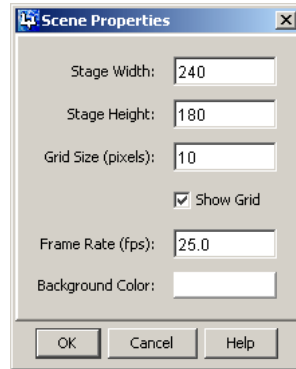 Scene Properties
Stage Width: 240
Stage Height: 180
Grid Size (pixels): 10
Show Grid
Frame Rate (fps): 25.0
Background Color:
OK Cancel Help